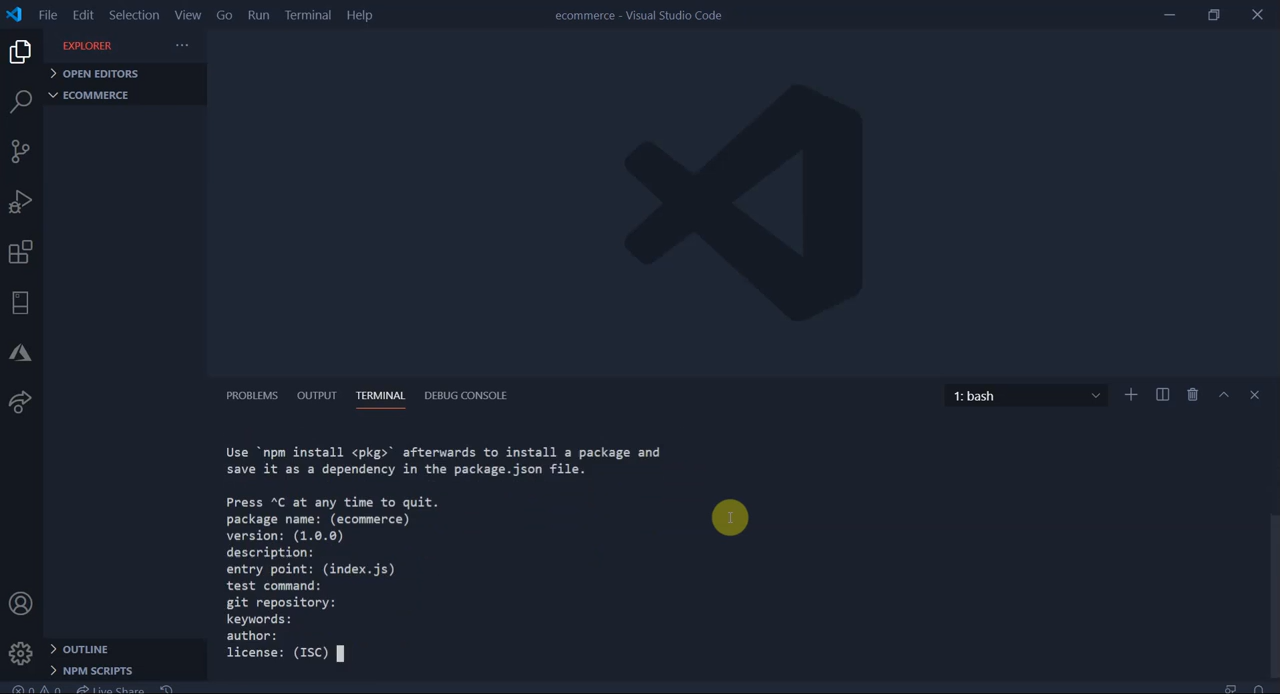 File Edit Selection View Go Run Terminal Help
ecommerce - Visual Studio Code
EXPLORER
OPEN EDITORS
ECOMMERCE
PROBLEMS OUTPUT TERMINAL DEBUG CONSOLE
1: bash
Use `npm install <pkg>` afterwards to install a package and
save it as a dependency in the package.json file.
Press ^C at any time to quit.
package name: (ecommerce)
version: (1.0.0)
description:
entry point: (index.js)
test command:
git repository:
keywords:
author:
license: (ISC)
OUTLINE
NPM SCRIPTS
0 0 Live Share